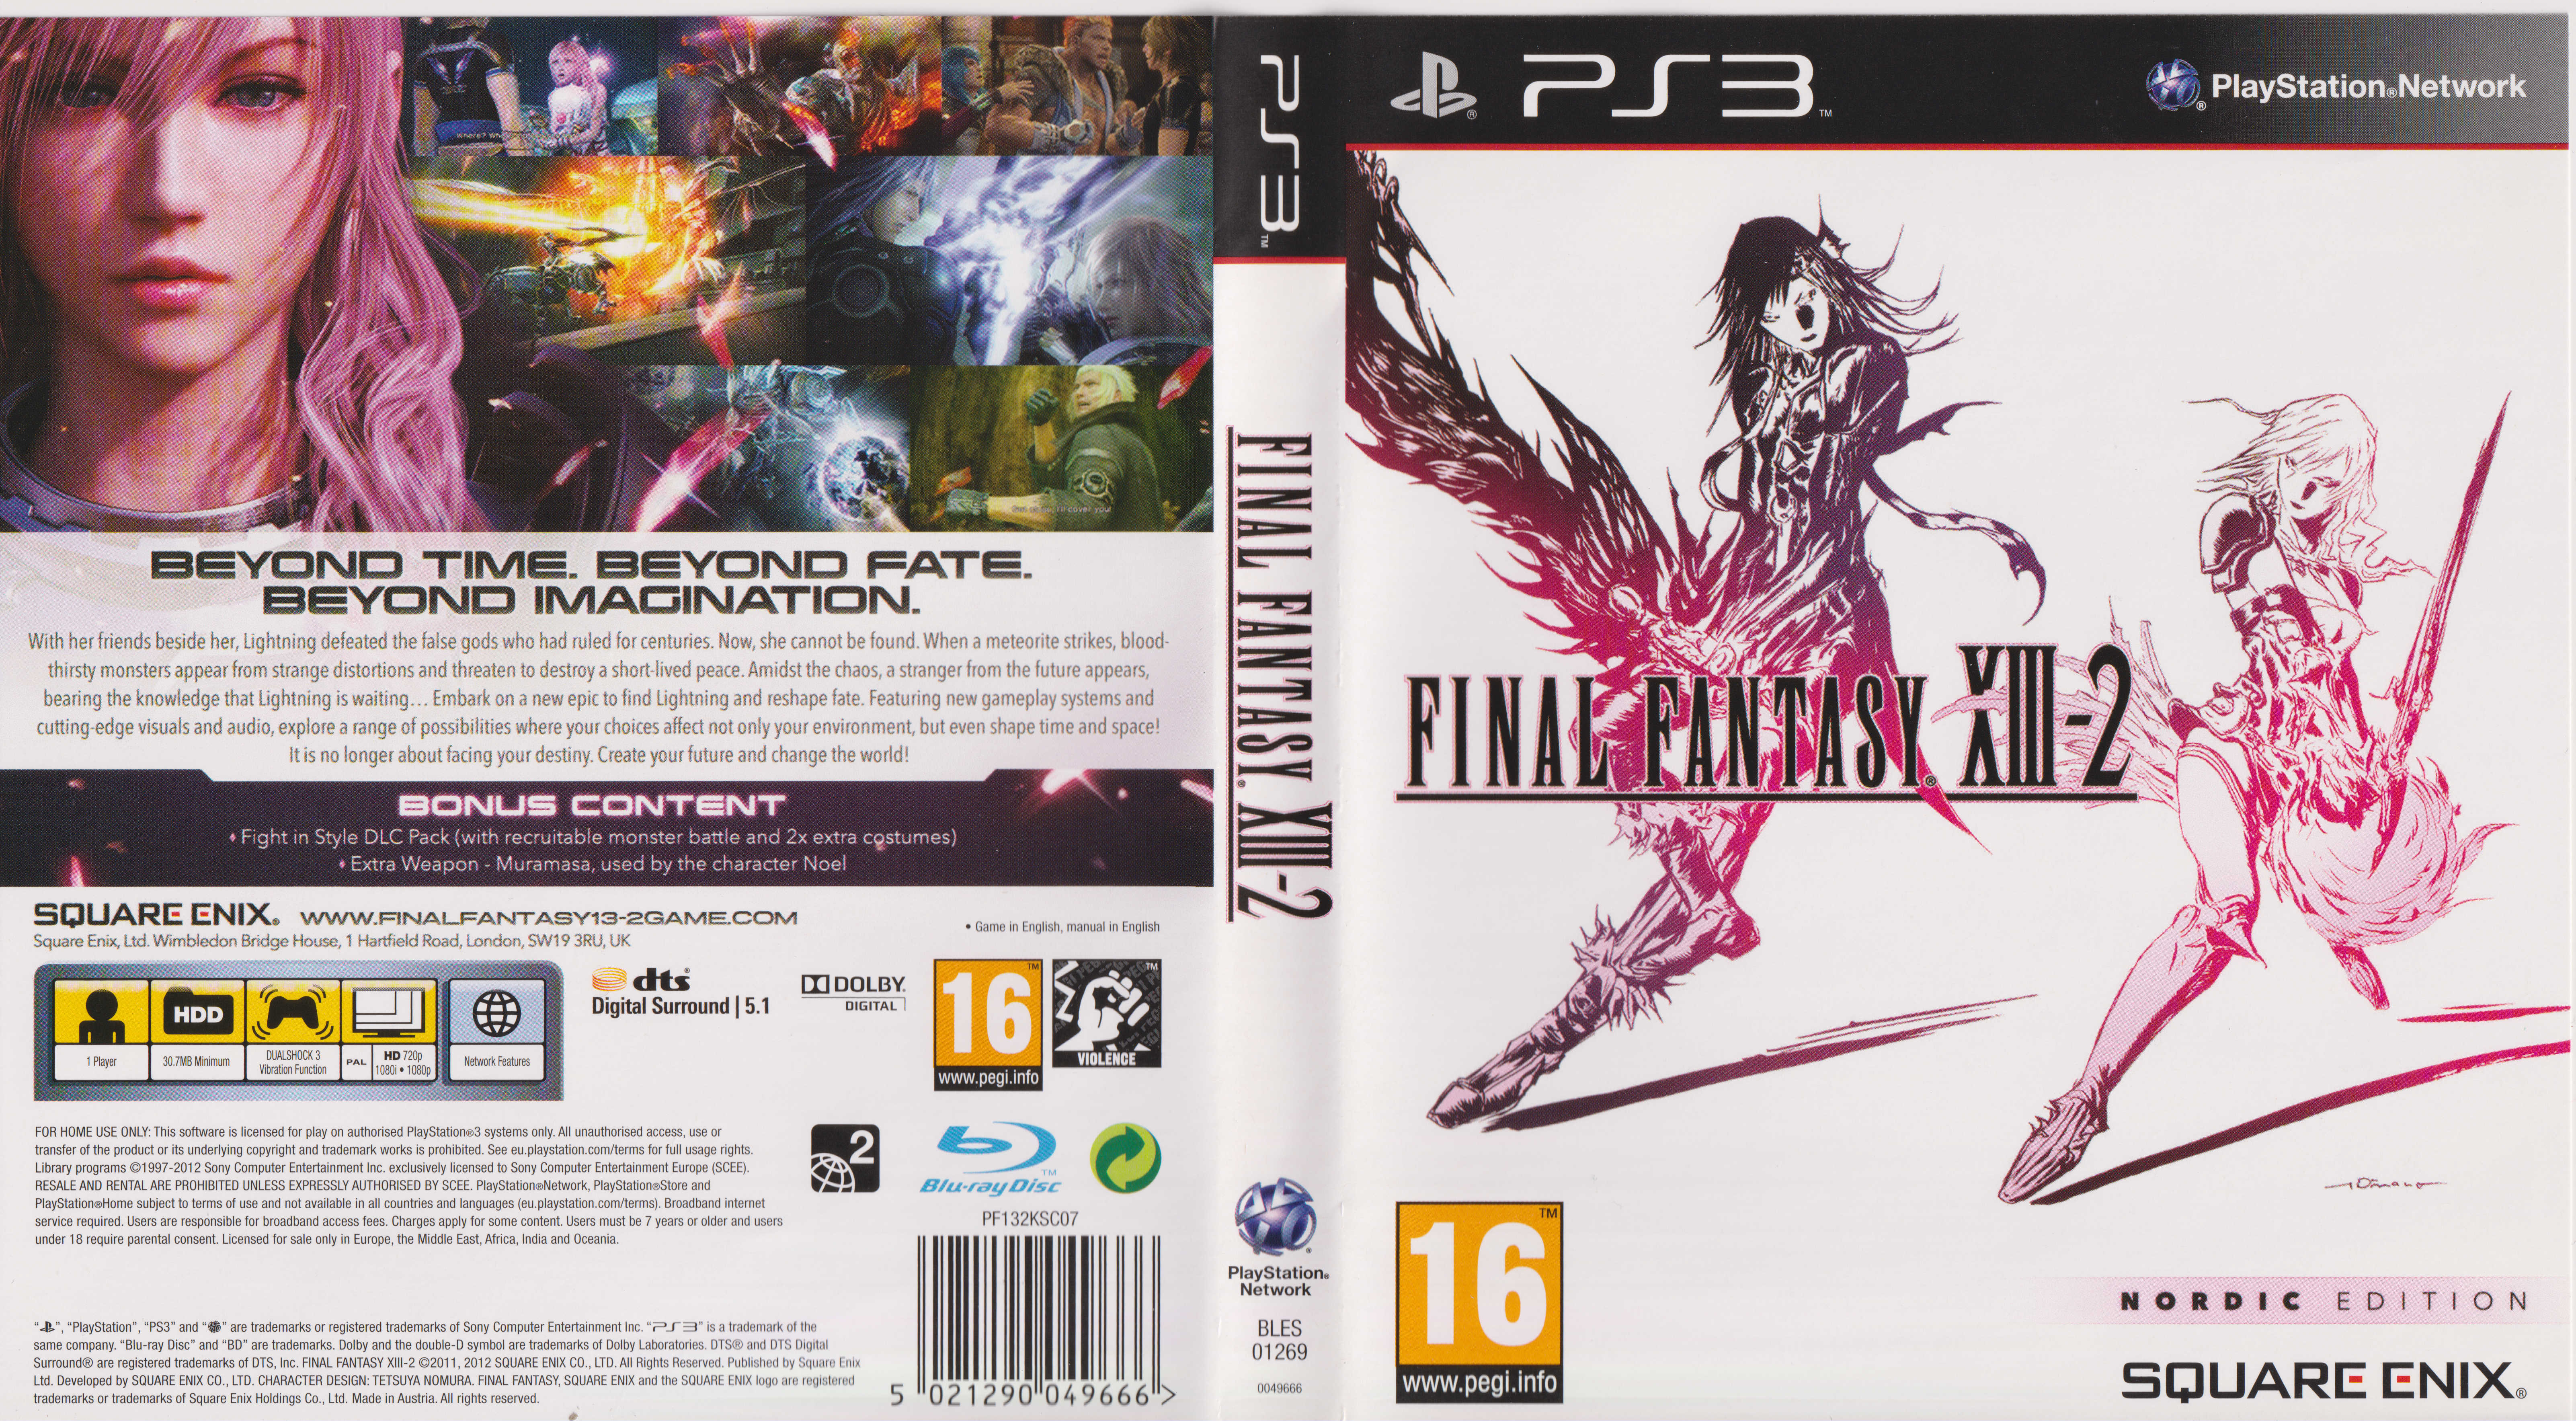 Where? Wh
But at ise, I'll cover you!
BEYOND TIME. BEYOND FATE.
BEYOND IMAGINATION.
With her friends beside her, Lightning defeated the false gods who had ruled for centuries. Now, she cannot be found. When a meteorite strikes, blood-
thirsty monsters appear from strange distortions and threaten to destroy a short-lived peace. Amidst the chaos, a stranger from the future appears,
bearing the knowledge that Lightning is waiting... Embark on a new epic to find Lightning and reshape fate. Featuring new gameplay systems and
cutting-edge visuals and audio, explore a range of possibilities where your choices affect not only your environment, but even shape time and space!
It is no longer about facing your destiny. Create your future and change the world!
BONUS CONTENT
♦ Fight in Style DLC Pack (with recruitable monster battle and 2x extra costumes)
♦ Extra Weapon - Muramasa, used by the character Noel
SQUARE ENIX. WWW.FINALFANTASY13-2GAME.COM
Square Enix, Ltd. Wimbledon Bridge House, 1 Hartfield Road, London, SW19 3RU, UK
• Game in English, manual in English
HDD
1 Player
30.7MB Minimum
DUALSHOCK 3
Vibration Function
PAL
HD 720p
1080i • 1080p
Network Features
dts®
Digital Surround | 5.1
DOLBY.
DIGITAL
16™
www.pegi.info
™
VIOLENCE
FOR HOME USE ONLY: This software is licensed for play on authorised PlayStation®3 systems only. All unauthorised access, use or
transfer of the product or its underlying copyright and trademark works is prohibited. See eu.playstation.com/terms for full usage rights.
Library programs ©1997-2012 Sony Computer Entertainment Inc. exclusively licensed to Sony Computer Entertainment Europe (SCEE).
RESALE AND RENTAL ARE PROHIBITED UNLESS EXPRESSLY AUTHORISED BY SCEE. PlayStation®Network, PlayStation®Store and
PlayStation®Home subject to terms of use and not available in all countries and languages (eu.playstation.com/terms). Broadband internet
service required. Users are responsible for broadband access fees. Charges apply for some content. Users must be 7 years or older and users
under 18 require parental consent. Licensed for sale only in Europe, the Middle East, Africa, India and Oceania.
2
Blu-ray Disc™
PF132KSC07
5 021290 049666 >
“ ”, “PlayStation”, “PS3” and “ ” are trademarks or registered trademarks of Sony Computer Entertainment Inc. “PS3” is a trademark of the
same company. “Blu-ray Disc” and “BD” are trademarks. Dolby and the double-D symbol are trademarks of Dolby Laboratories. DTS® and DTS Digital
Surround® are registered trademarks of DTS, Inc. FINAL FANTASY XIII-2 ©2011, 2012 SQUARE ENIX CO., LTD. All Rights Reserved. Published by Square Enix
Ltd. Developed by SQUARE ENIX CO., LTD. CHARACTER DESIGN: TETSUYA NOMURA. FINAL FANTASY, SQUARE ENIX and the SQUARE ENIX logo are registered
trademarks or trademarks of Square Enix Holdings Co., Ltd. Made in Austria. All rights reserved.
PS3™
FINAL FANTASY® XIII-2
PlayStation®
Network
BLES
01269
0049666
PS3™
PlayStation®Network
FINAL FANTASY® XIII-2
16™
www.pegi.info
NORDIC EDITION
SQUARE ENIX®